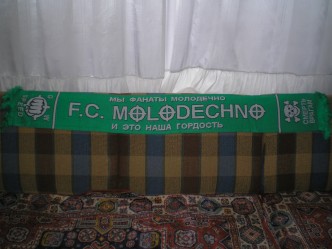 МЫ ФАНАТЫ МОЛОДЕЧНО
F.C. MOLODECHNO
И ЭТО НАША ГОРДОСТЬ